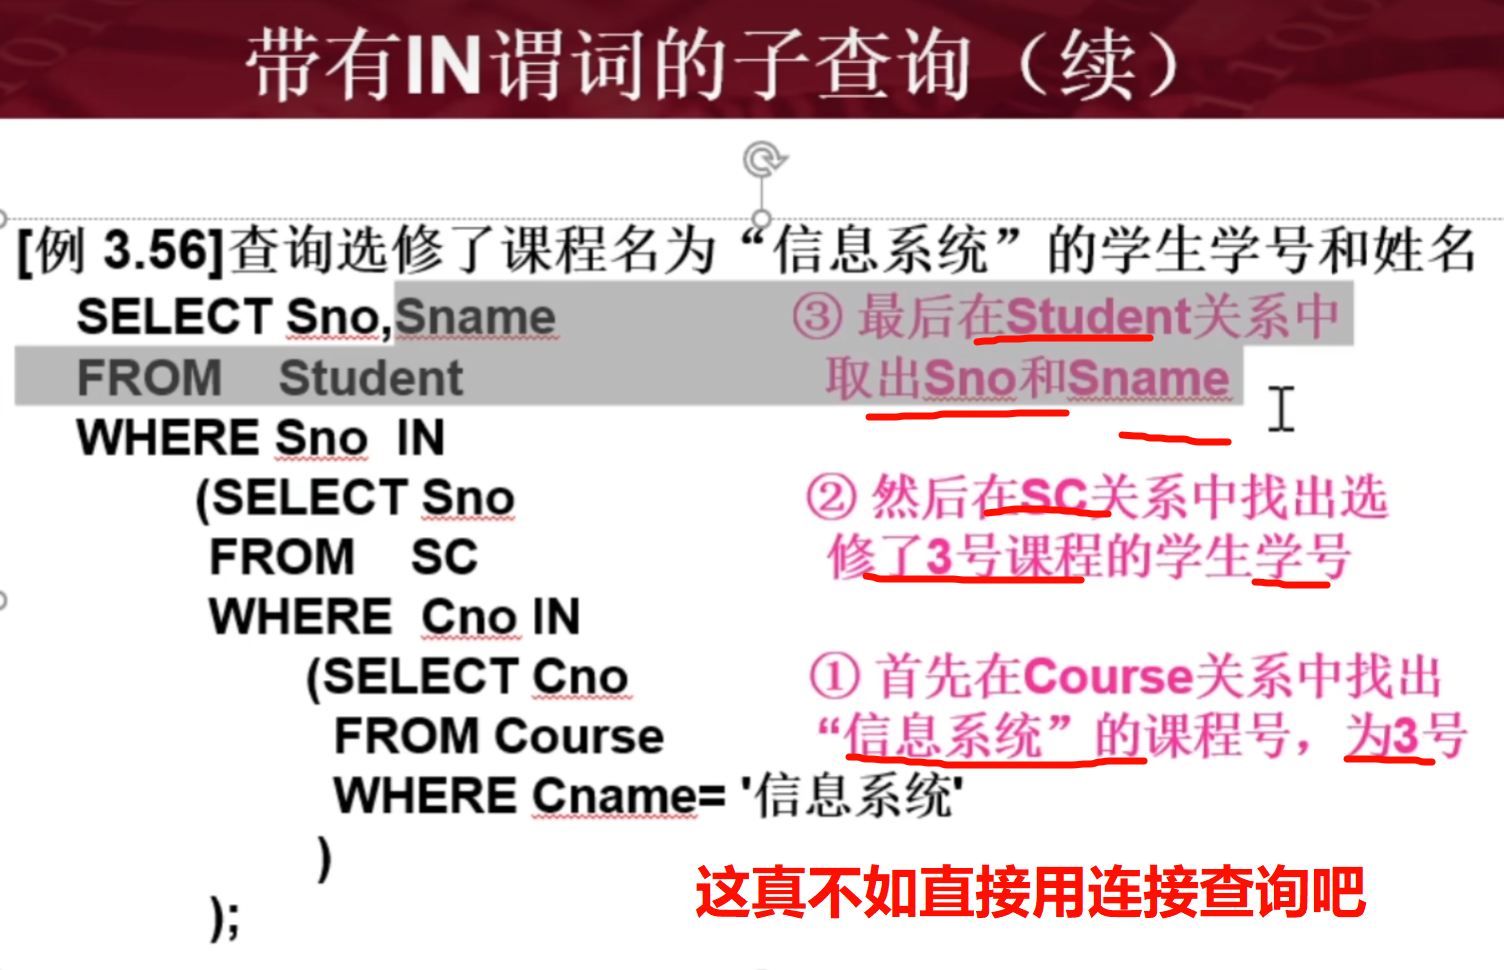 带有IN谓词的子查询（续）
[例 3.56]查询选修了课程名为“信息系统”的学生学号和姓名
SELECT Sno,Sname ③ 最后在Student关系中
FROM Student 取出Sno和Sname
WHERE Sno IN
(SELECT Sno ② 然后在SC关系中找出选
FROM SC 修了3号课程的学生学号
WHERE Cno IN
(SELECT Cno ① 首先在Course关系中找出
FROM Course “信息系统”的课程号，为3号
WHERE Cname= '信息系统'
)
);
这真不如直接用连接查询吧